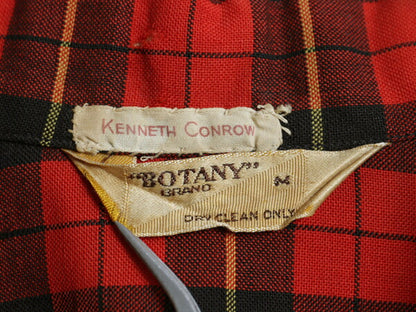 KENNETH CONROW
"BOTANY"
BRAND
M
DRY CLEAN ONLY